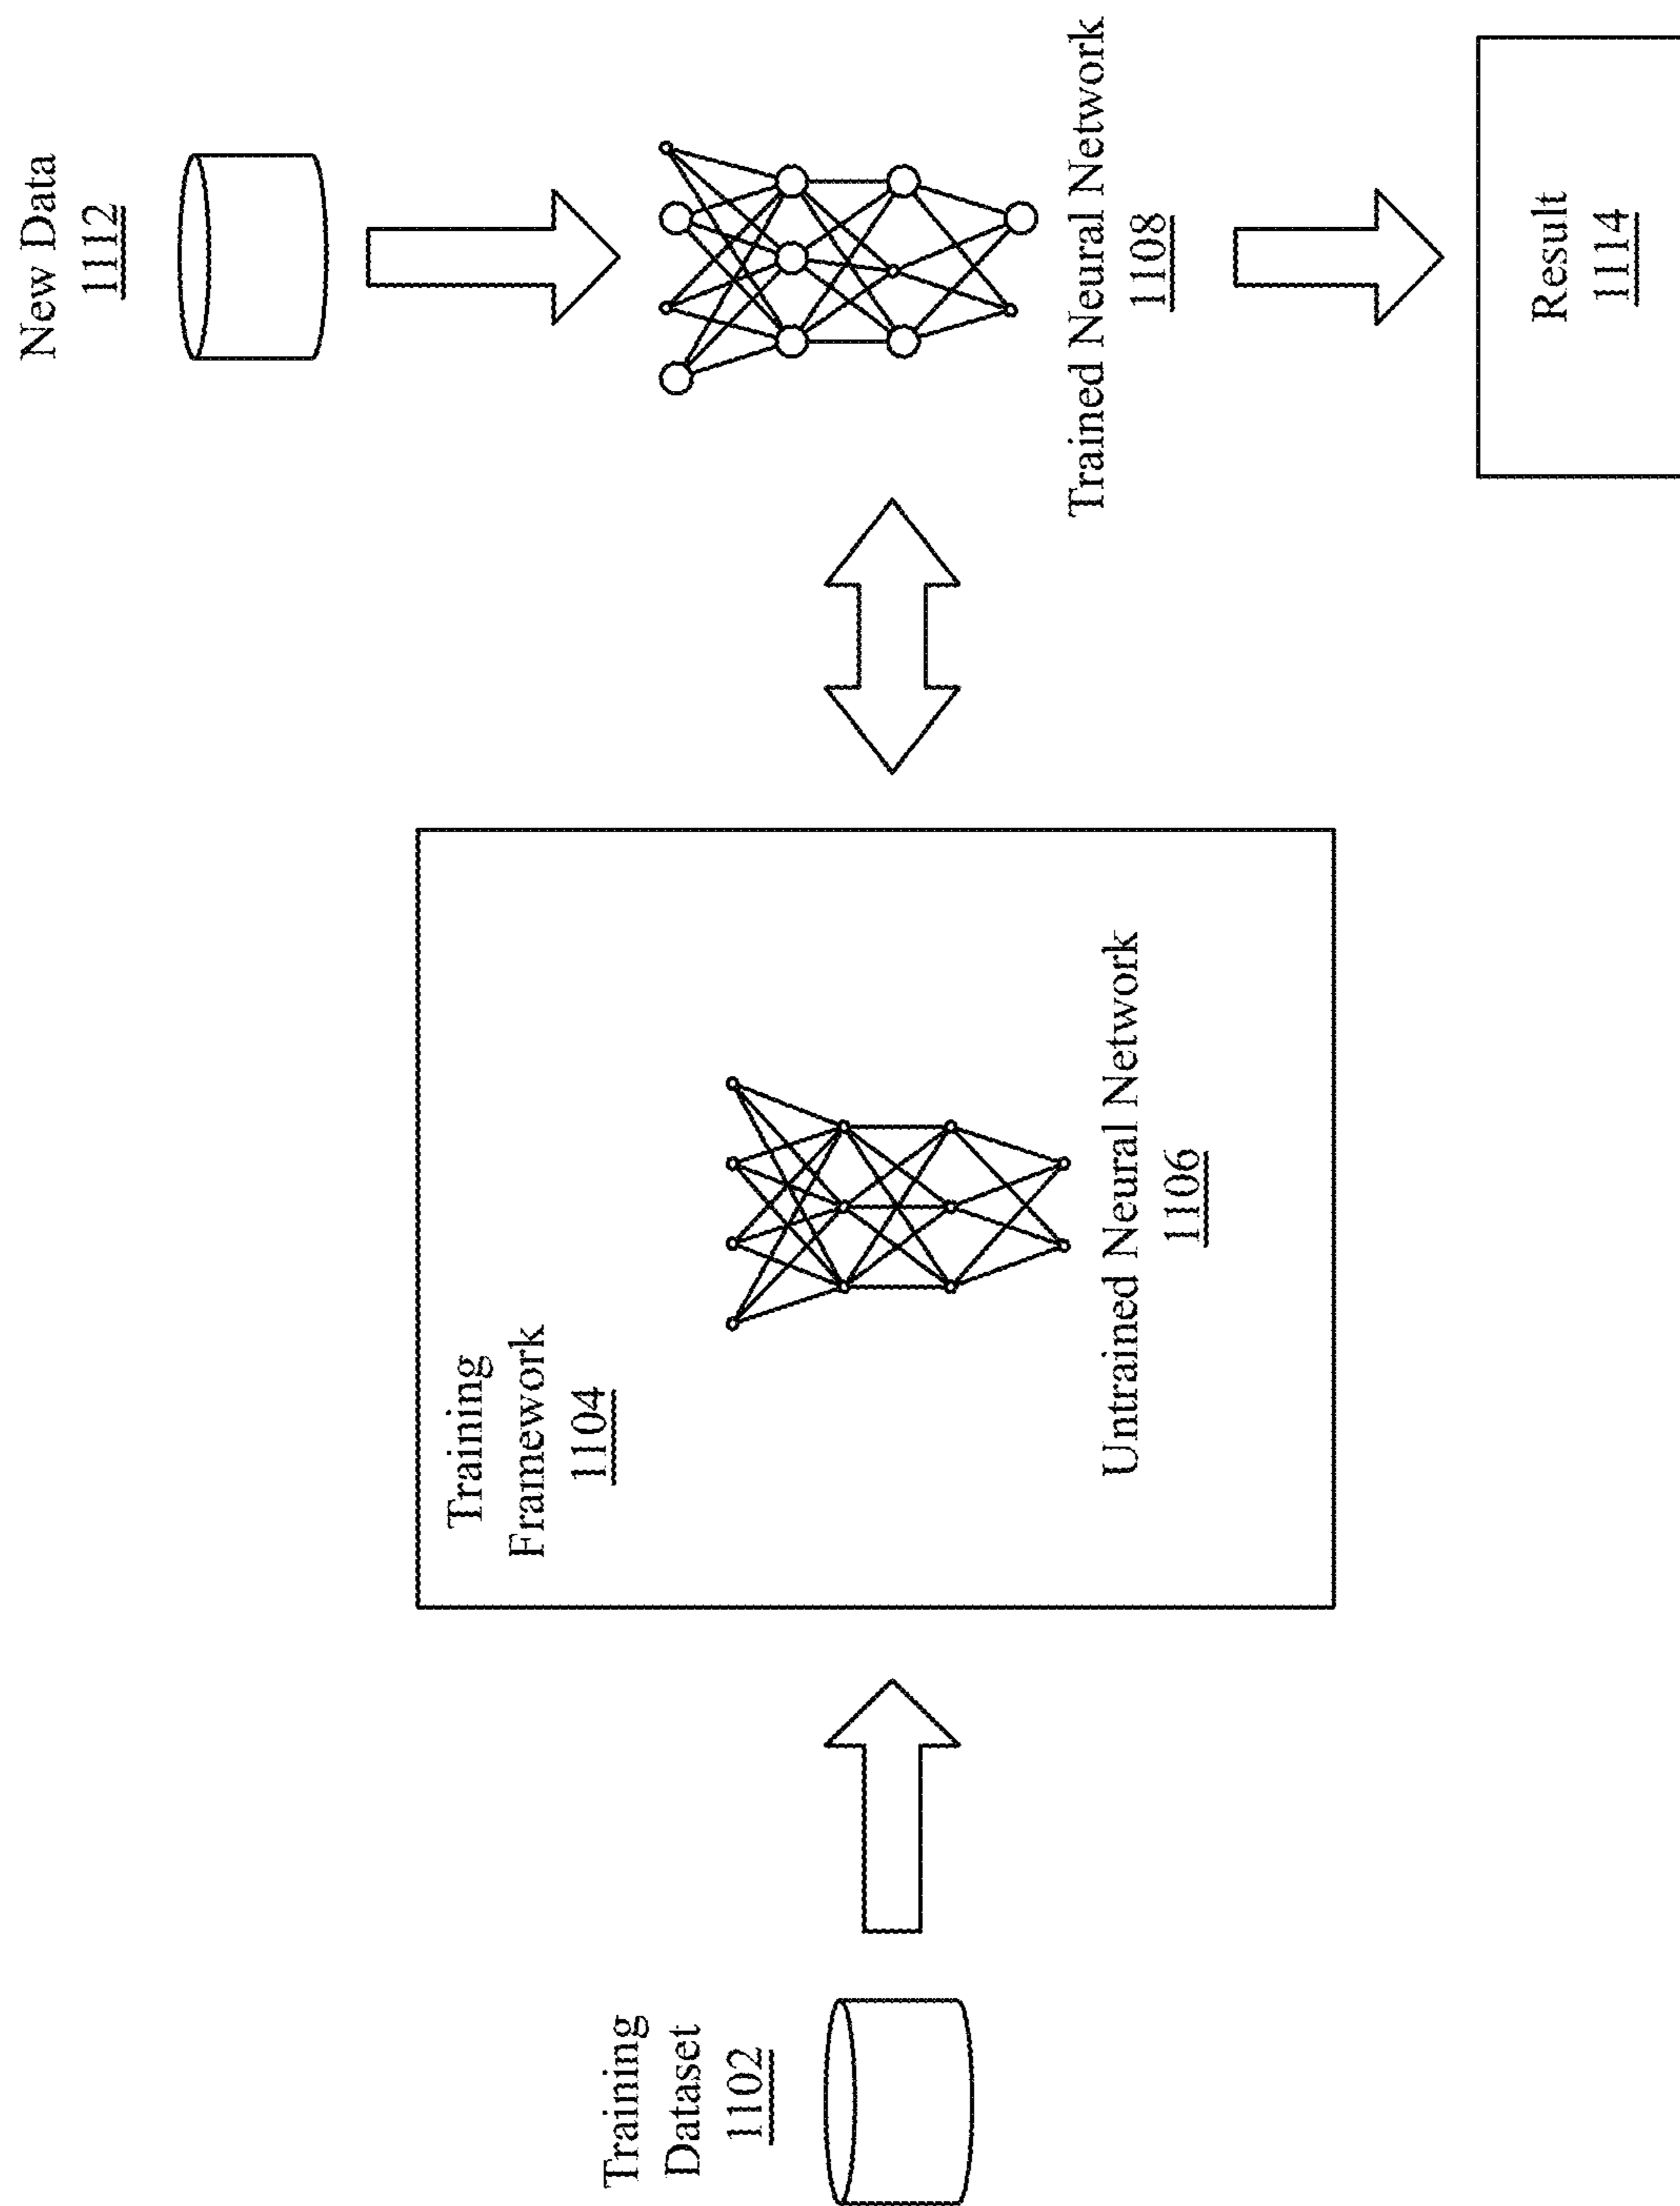 Training
Dataset
1102
Training
Framework
1104
Untrained Neural Network
1106
New Data
1112
Trained Neural Network
1108
Result
1114